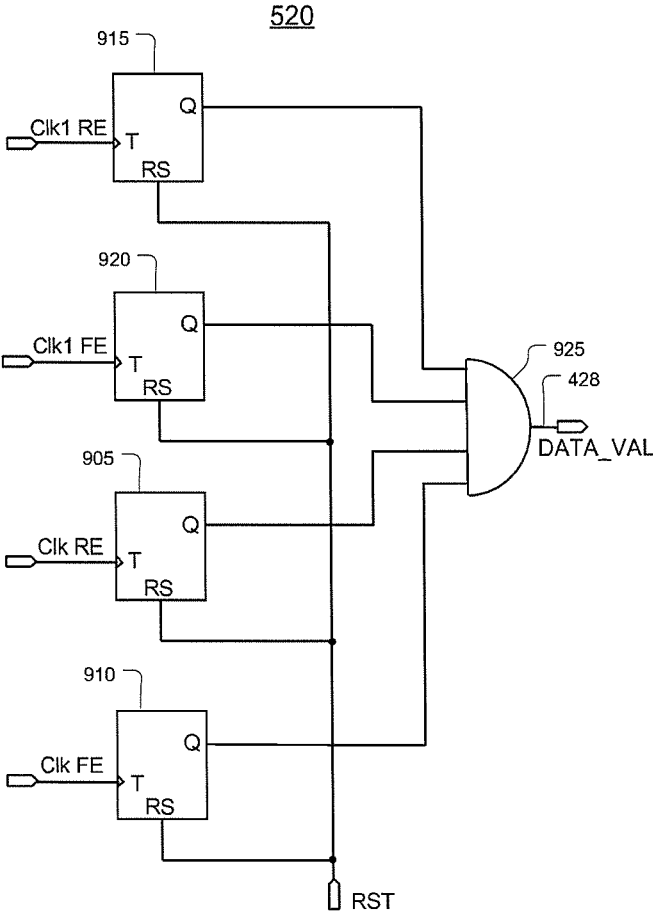 520
915
Q
Clk1 RE
T
RS
920
Q
Clk1 FE
T
RS
925
428
DATA_VAL
905
Q
Clk RE
T
RS
910
Q
Clk FE
T
RS
RST